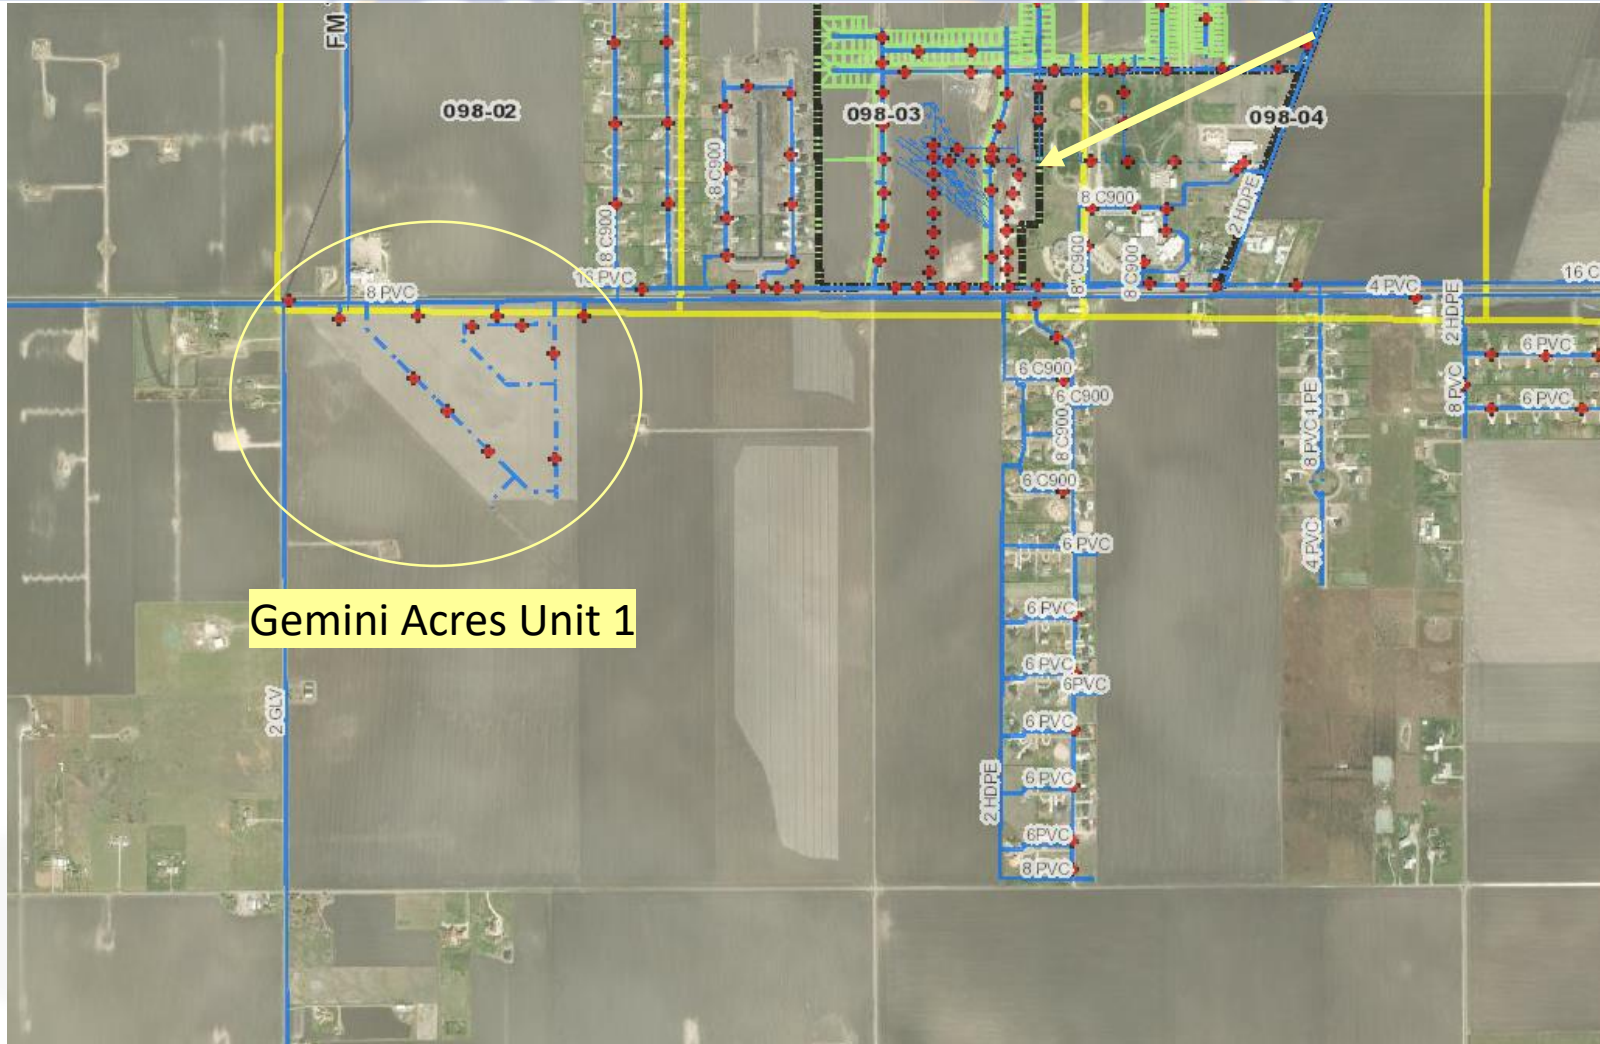 FM
098-02
098-03
098-04
8 C900
8 C900
8 C900
2 HDPE
8" C900
8 C900
16 PVC
8 PVC
4 PVC
16 C
2 HDPE
6 PVC
6 C900
6 C900
8 PVC
6 PVC
8 C900
8 PVC
4 PE
6 C900
6 PVC
4 PVC
Gemini Acres Unit 1
6 PVC
6 PVC
6PVC
2 GLV
6 PVC
6 PVC
2 HDPE
6PVC
8 PVC